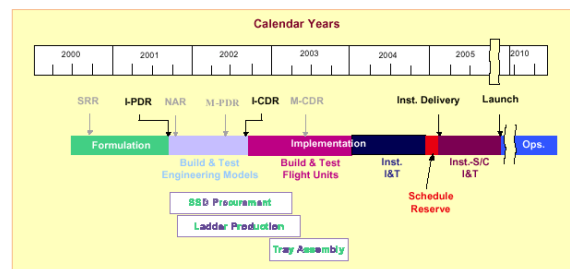 Calendar Years
2000 2001 2002 2003 2004 2005 2010
SRR I-PDR NAR M-PDR I-CDR M-CDR Inst. Delivery Launch
Formulation Implementation Ops.
Build & Test
Engineering Models
Build & Test
Flight Units
Inst.
I&T
Inst.-S/C
I&T
Schedule
Reserve
SSD Procurement
Ladder Production
Tray Assembly